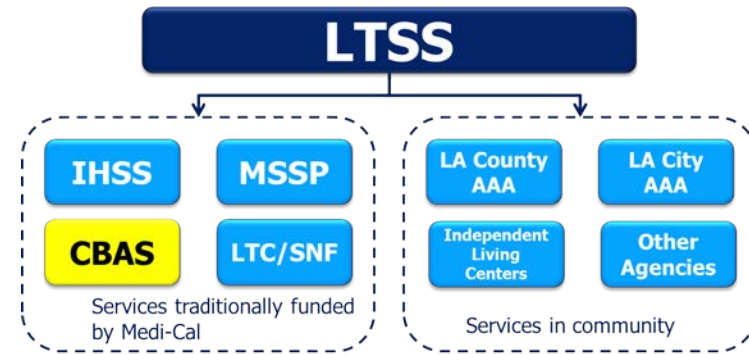 LTSS
IHSS
MSSP
CBAS
LTC/SNF
Services traditionally funded
by Medi-Cal
LA County
AAA
LA City
AAA
Independent
Living
Centers
Other
Agencies
Services in community